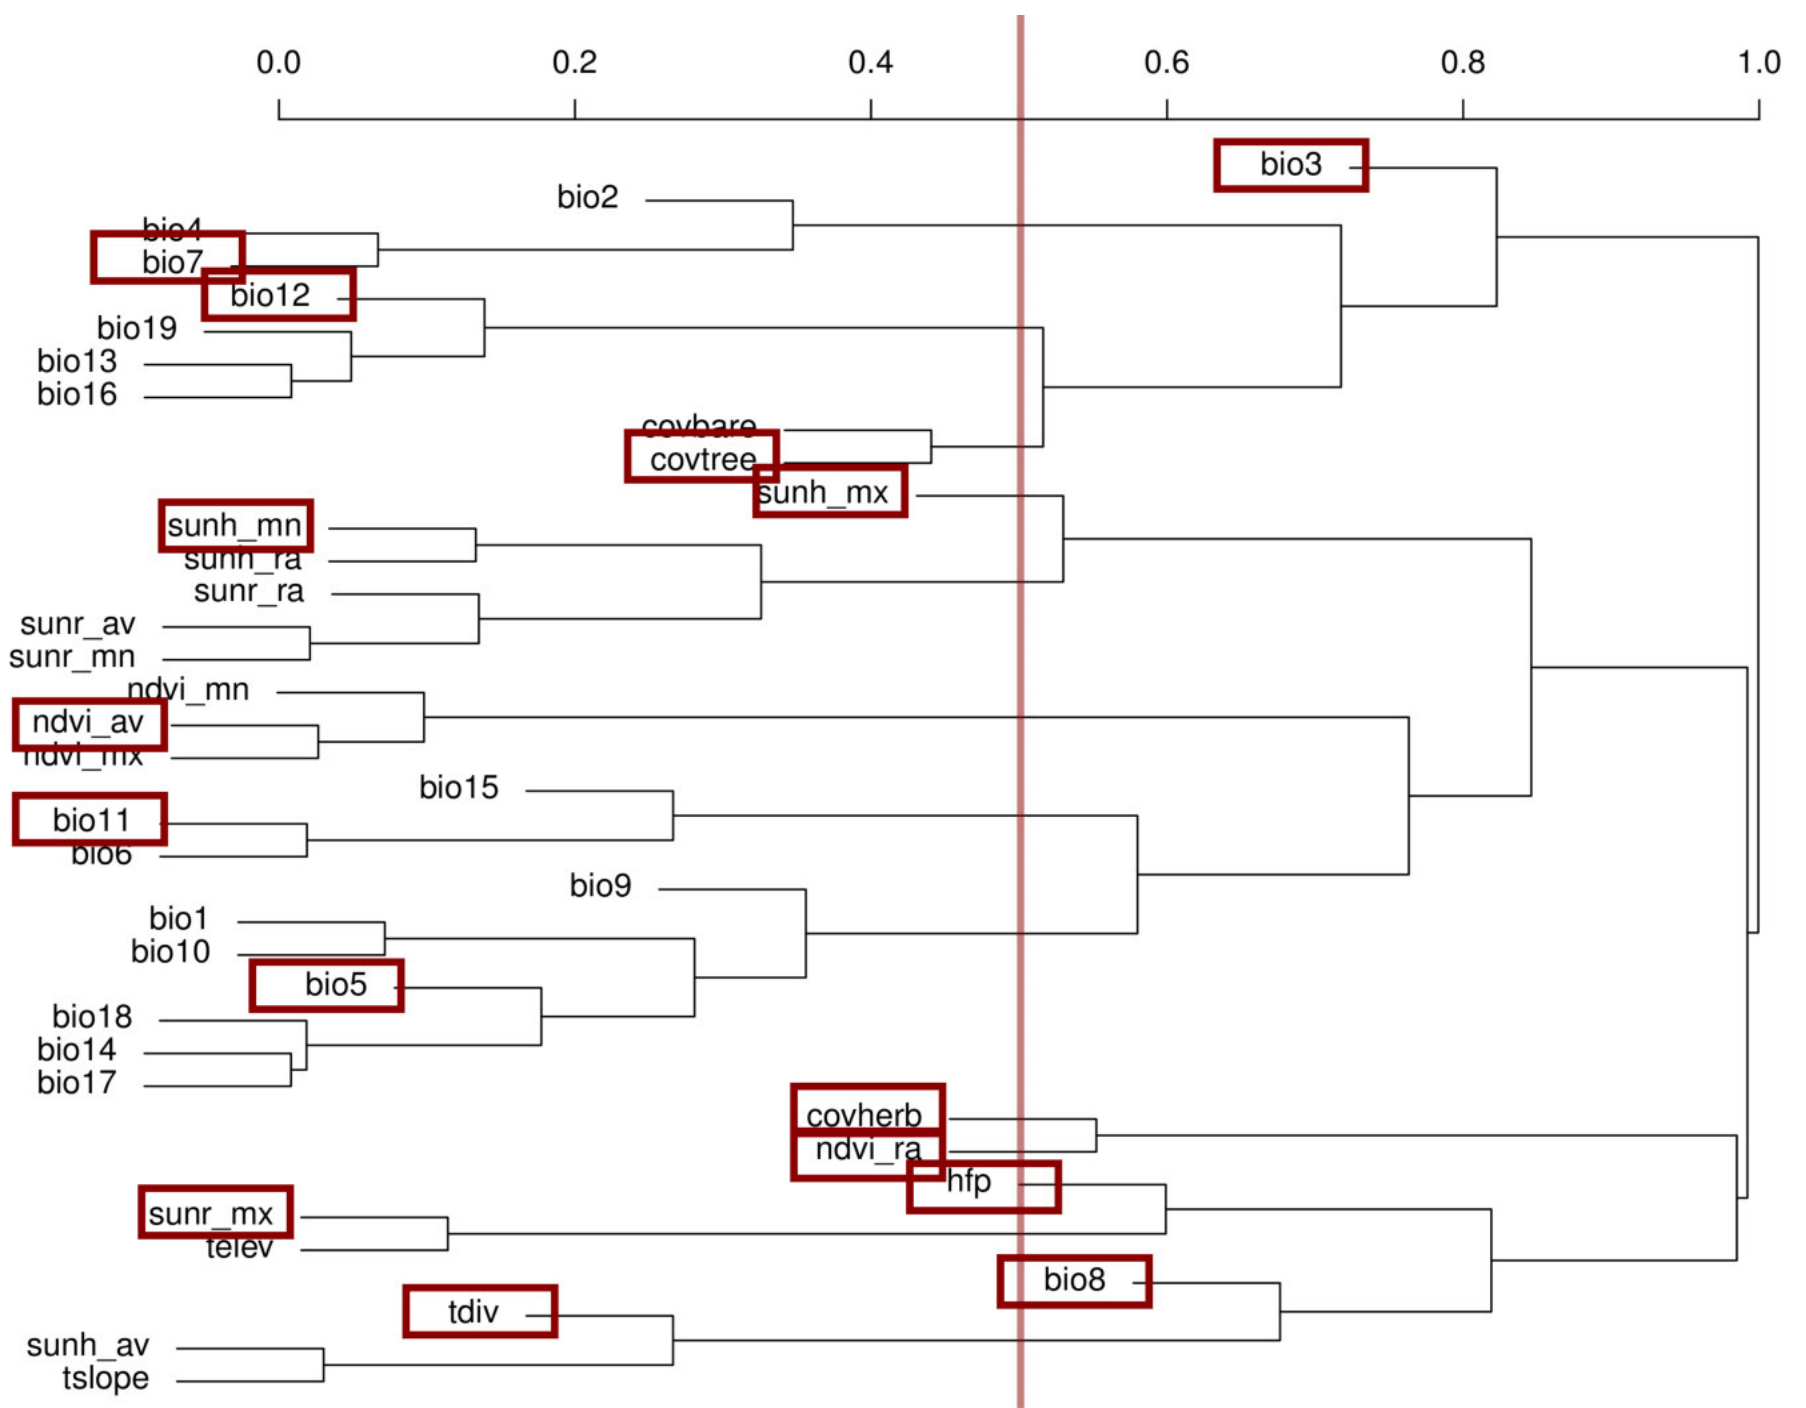 0.0 0.2 0.4 0.6 0.8 1.0
bio3
bio2
bio4
bio7
bio12
bio19
bio13
bio16
covbare
covtree
sunh_mx
sunh_mn
sunh_ra
sunr_ra
sunr_av
sunr_mn
ndvi_mn
ndvi_av
ndvi_mx
bio15
bio11
bio6
bio9
bio1
bio10
bio5
bio18
bio14
bio17
covherb
ndvi_ra
hfp
sunr_mx
telev
bio8
tdiv
sunh_av
tslope